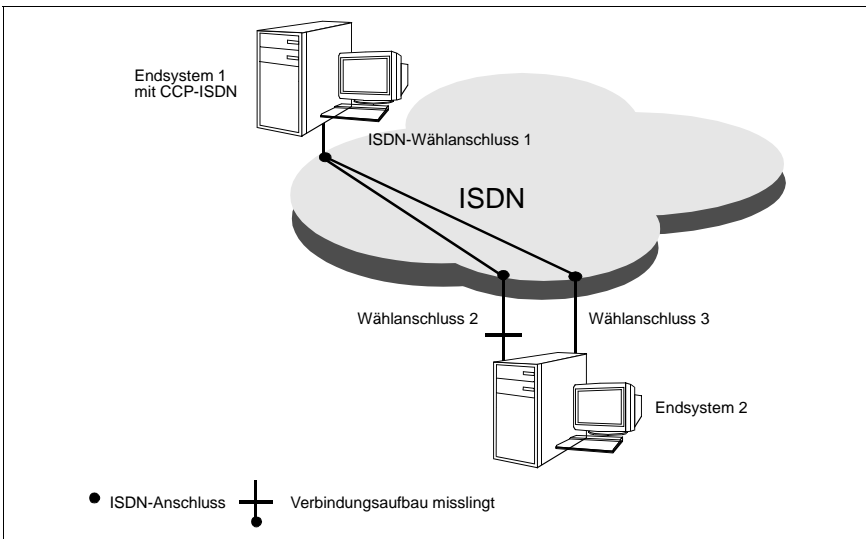 Endsystem 1
mit CCP-ISDN
ISDN-Wählanschluss 1
ISDN
Wählanschluss 2
Wählanschluss 3
Endsystem 2
ISDN-Anschluss
Verbindungsaufbau misslingt